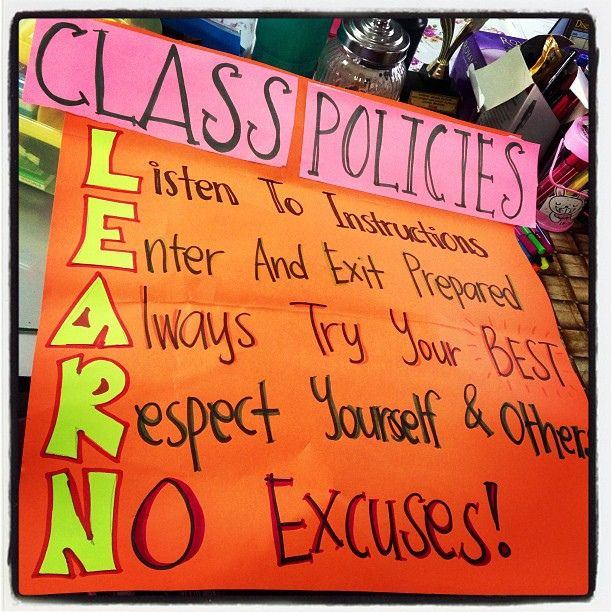 CLASS POLICIES
Listen To Instructions
Enter And Exit Prepared
Always Try Your BEST
Respect Yourself & Others
NO Excuses!